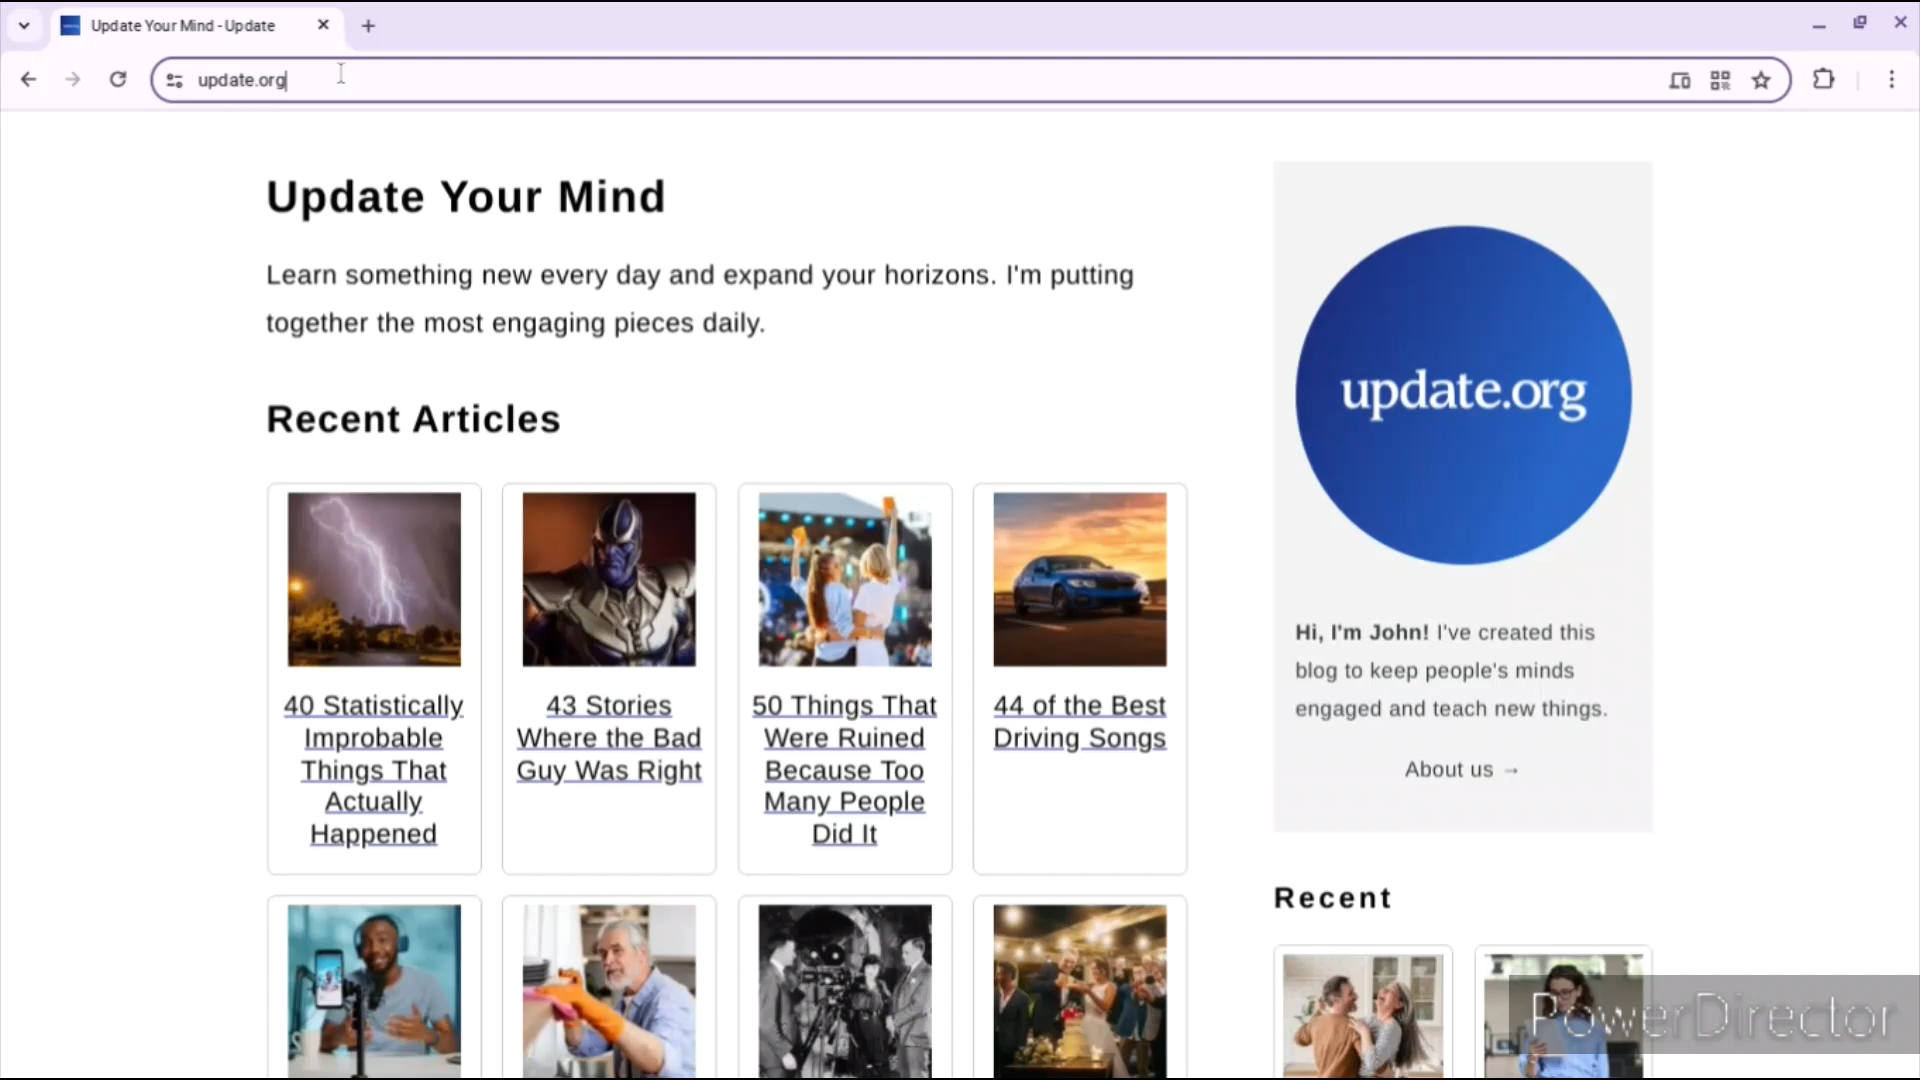 Update Your Mind - Update
update.org
Update Your Mind
Learn something new every day and expand your horizons. I'm putting
together the most engaging pieces daily.
Recent Articles
40 Statistically
Improbable
Things That
Actually
Happened
43 Stories
Where the Bad
Guy Was Right
50 Things That
Were Ruined
Because Too
Many People
Did It
44 of the Best
Driving Songs
update.org
Hi, I'm John! I've created this
blog to keep people's minds
engaged and teach new things.
About us →
Recent
PowerDirector